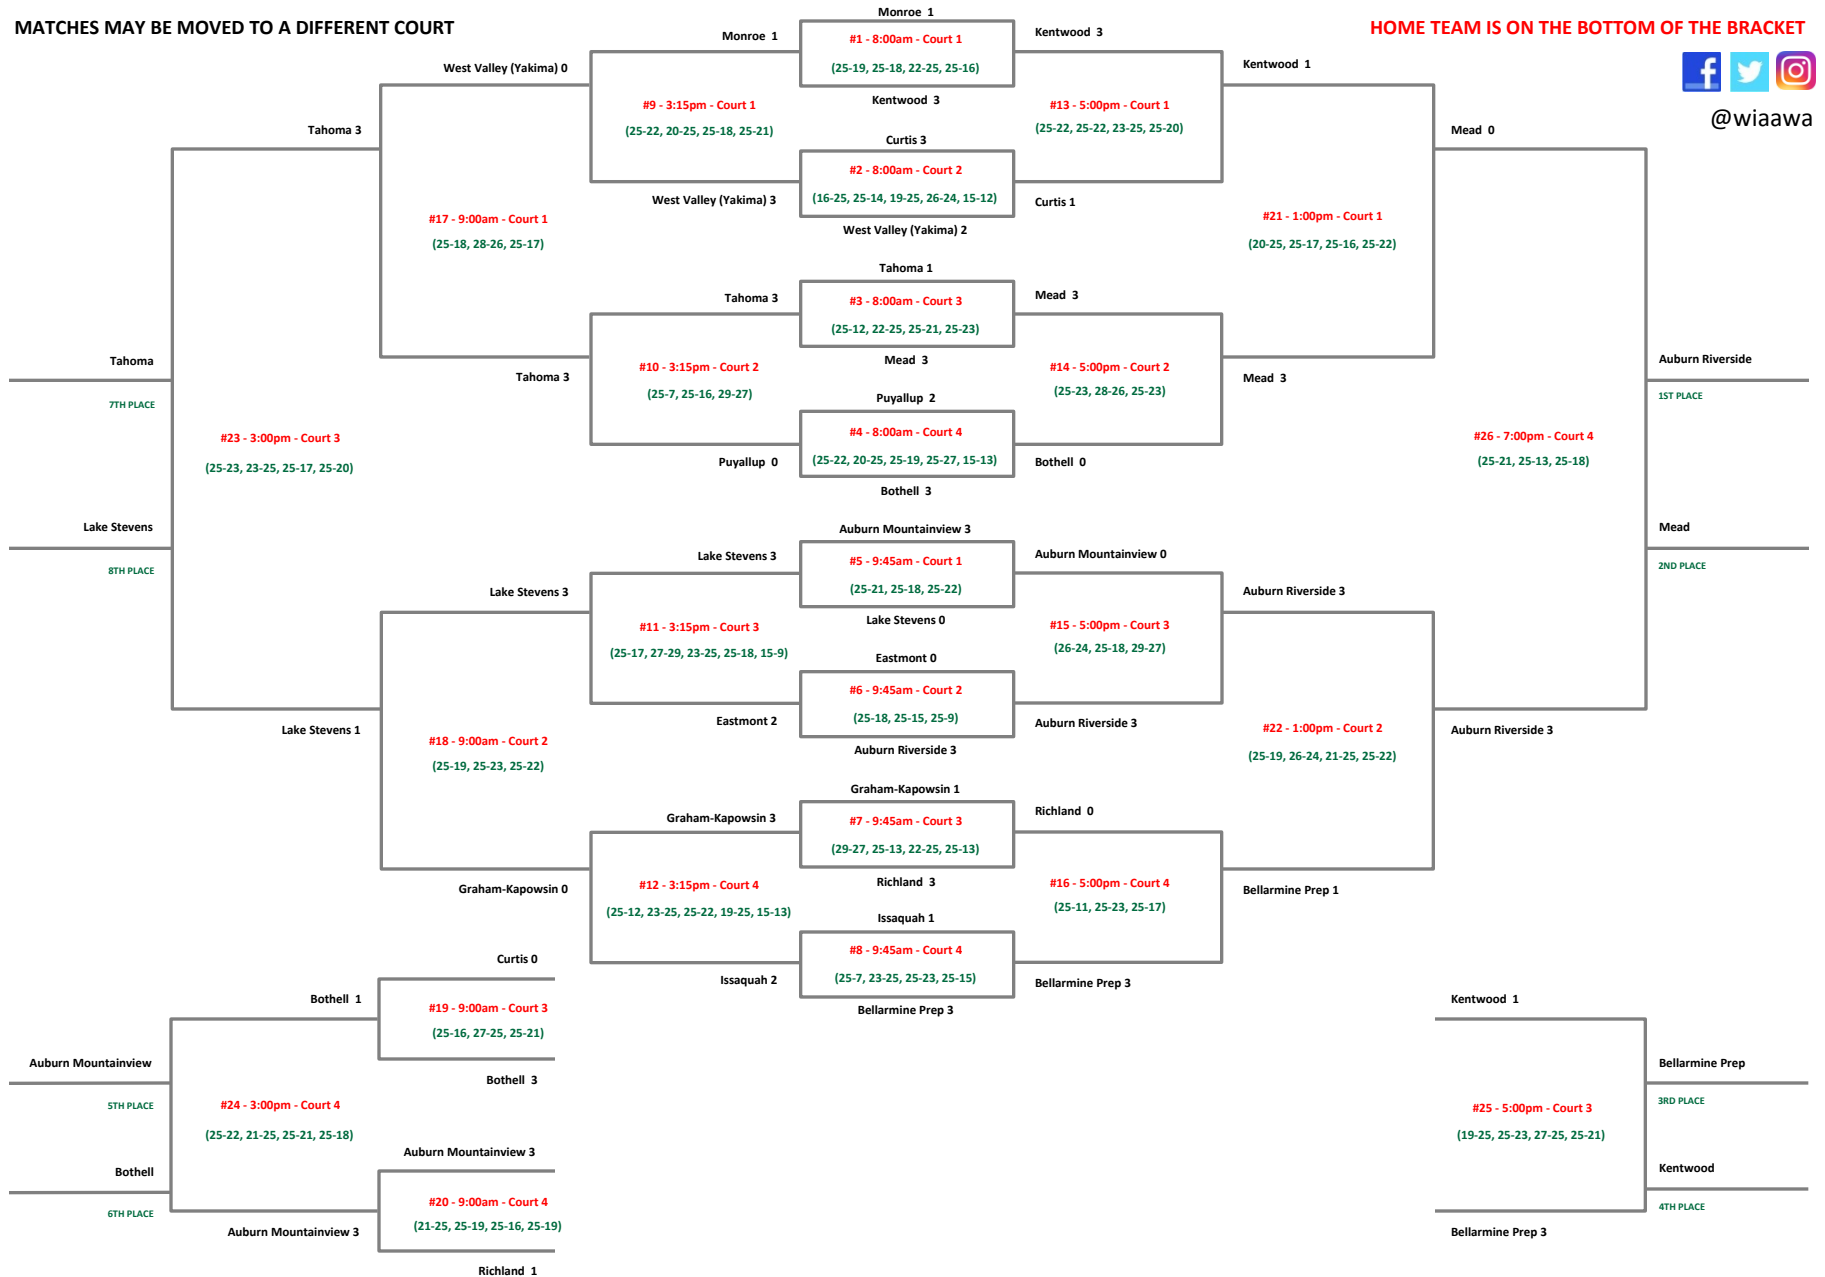 MATCHES MAY BE MOVED TO A DIFFERENT COURT
HOME TEAM IS ON THE BOTTOM OF THE BRACKET
@wiaawa
Monroe 1
#1 - 8:00am - Court 1
(25-19, 25-18, 22-25, 25-16)
Kentwood 3
Curtis 3
#2 - 8:00am - Court 2
(16-25, 25-14, 19-25, 26-24, 15-12)
West Valley (Yakima) 2
Tahoma 1
#3 - 8:00am - Court 3
(25-12, 22-25, 25-21, 25-23)
Mead 3
Puyallup 2
#4 - 8:00am - Court 4
(25-22, 20-25, 25-19, 25-27, 15-13)
Bothell 3
Auburn Mountainview 3
#5 - 9:45am - Court 1
(25-21, 25-18, 25-22)
Lake Stevens 0
Eastmont 0
#6 - 9:45am - Court 2
(25-18, 25-15, 25-9)
Auburn Riverside 3
Graham-Kapowsin 1
#7 - 9:45am - Court 3
(29-27, 25-13, 22-25, 25-13)
Richland 3
Issaquah 1
#8 - 9:45am - Court 4
(25-7, 23-25, 25-23, 25-15)
Bellarmine Prep 3
Monroe 1
#9 - 3:15pm - Court 1
(25-22, 20-25, 25-18, 25-21)
West Valley (Yakima) 3
Tahoma 3
#10 - 3:15pm - Court 2
(25-7, 25-16, 29-27)
Puyallup 0
Lake Stevens 3
#11 - 3:15pm - Court 3
(25-17, 27-29, 23-25, 25-18, 15-9)
Eastmont 2
Graham-Kapowsin 3
#12 - 3:15pm - Court 4
(25-12, 23-25, 25-22, 19-25, 15-13)
Issaquah 2
Kentwood 3
#13 - 5:00pm - Court 1
(25-22, 25-22, 23-25, 25-20)
Curtis 1
Mead 3
#14 - 5:00pm - Court 2
(25-23, 28-26, 25-23)
Bothell 0
Auburn Mountainview 0
#15 - 5:00pm - Court 3
(26-24, 25-18, 29-27)
Auburn Riverside 3
Richland 0
#16 - 5:00pm - Court 4
(25-11, 25-23, 25-17)
Bellarmine Prep 3
West Valley (Yakima) 0
#17 - 9:00am - Court 1
(25-18, 28-26, 25-17)
Tahoma 3
Lake Stevens 3
#18 - 9:00am - Court 2
(25-19, 25-23, 25-22)
Graham-Kapowsin 0
Curtis 0
#19 - 9:00am - Court 3
(25-16, 27-25, 25-21)
Bothell 3
Auburn Mountainview 3
#20 - 9:00am - Court 4
(21-25, 25-19, 25-16, 25-19)
Richland 1
Kentwood 1
#21 - 1:00pm - Court 1
(20-25, 25-17, 25-16, 25-22)
Mead 3
Auburn Riverside 3
#22 - 1:00pm - Court 2
(25-19, 26-24, 21-25, 25-22)
Bellarmine Prep 1
Tahoma 3
#23 - 3:00pm - Court 3
(25-23, 23-25, 25-17, 25-20)
Lake Stevens 1
Tahoma
7TH PLACE
Lake Stevens
8TH PLACE
Bothell 1
#24 - 3:00pm - Court 4
(25-22, 21-25, 25-21, 25-18)
Auburn Mountainview 3
Auburn Mountainview
5TH PLACE
Bothell
6TH PLACE
Kentwood 1
#25 - 5:00pm - Court 3
(19-25, 25-23, 27-25, 25-21)
Bellarmine Prep 3
Bellarmine Prep
3RD PLACE
Kentwood
4TH PLACE
Mead 0
#26 - 7:00pm - Court 4
(25-21, 25-13, 25-18)
Auburn Riverside 3
Auburn Riverside
1ST PLACE
Mead
2ND PLACE